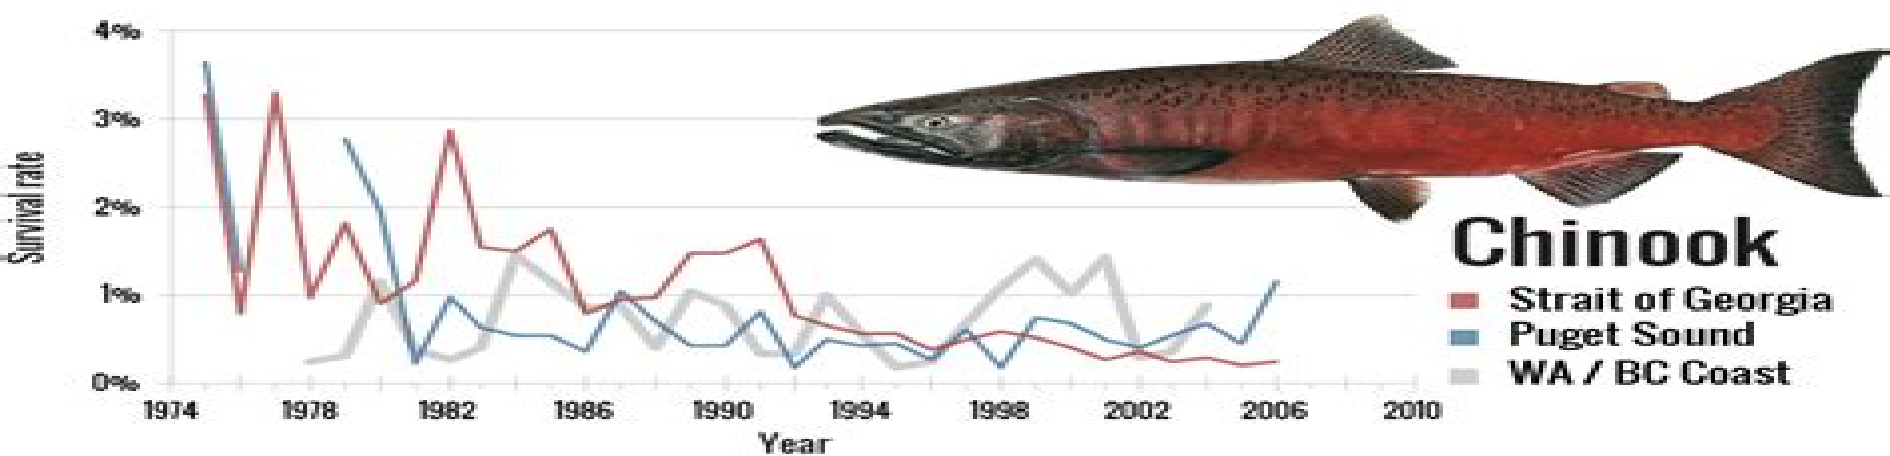 4%
3%
2%
1%
0%
Survival rate
1974 1978 1982 1986 1990 1994 1998 2002 2006 2010
Year
Chinook
Strait of Georgia
Puget Sound
WA / BC Coast